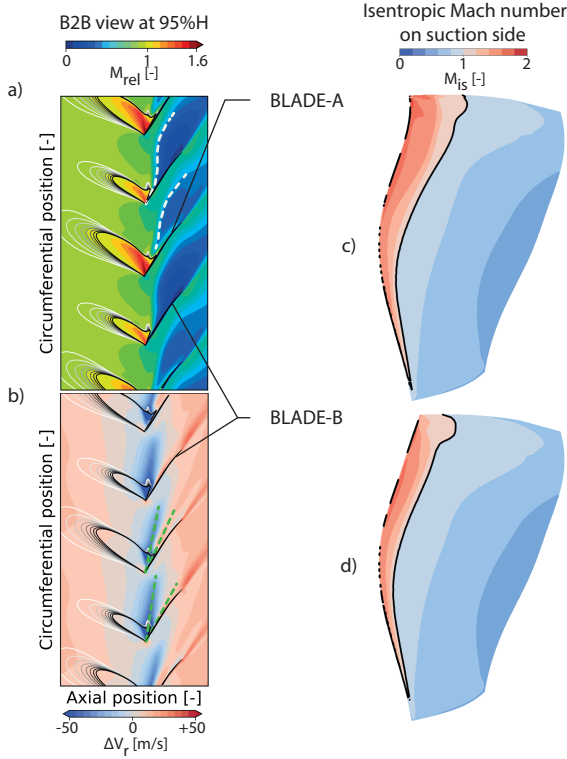 B2B view at 95%H
0 1 1.6
M_rel [-]
Isentropic Mach number
on suction side
0 1 2
M_is [-]
a)
BLADE-A
Circumferential position [-]
c)
b)
BLADE-B
Circumferential position [-]
d)
Axial position [-]
-50 0 +50
ΔV_r [m/s]